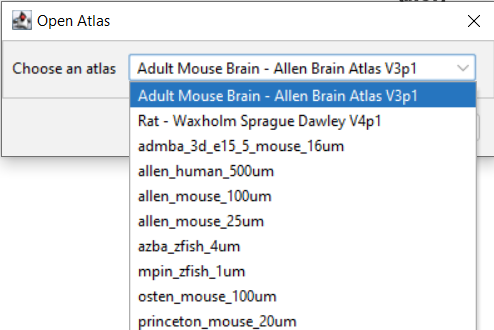 Open Atlas
Choose an atlas Adult Mouse Brain - Allen Brain Atlas V3p1
Adult Mouse Brain - Allen Brain Atlas V3p1
Rat - Waxholm Sprague Dawley V4p1
admba_3d_e15_5_mouse_16um
allen_human_500um
allen_mouse_100um
allen_mouse_25um
azba_zfish_4um
mpin_zfish_1um
osten_mouse_100um
princeton_mouse_20um